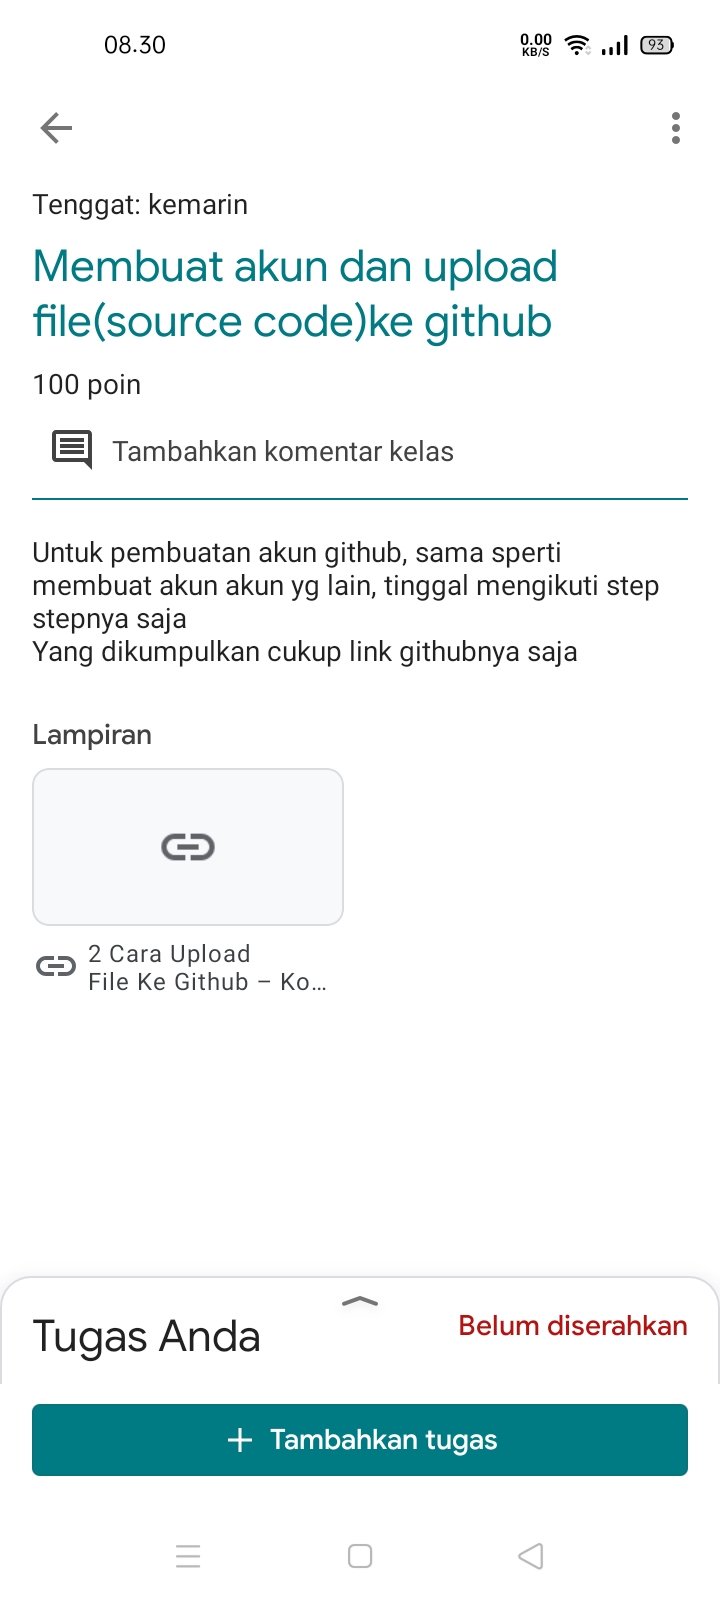 08.30
0.00
KB/S
93
Tenggat: kemarin
Membuat akun dan upload
file(source code)ke github
100 poin
Tambahkan komentar kelas
Untuk pembuatan akun github, sama sperti
membuat akun akun yg lain, tinggal mengikuti step
stepnya saja
Yang dikumpulkan cukup link githubnya saja
Lampiran
2 Cara Upload
File Ke Github – Ko...
Tugas Anda
Belum diserahkan
+ Tambahkan tugas